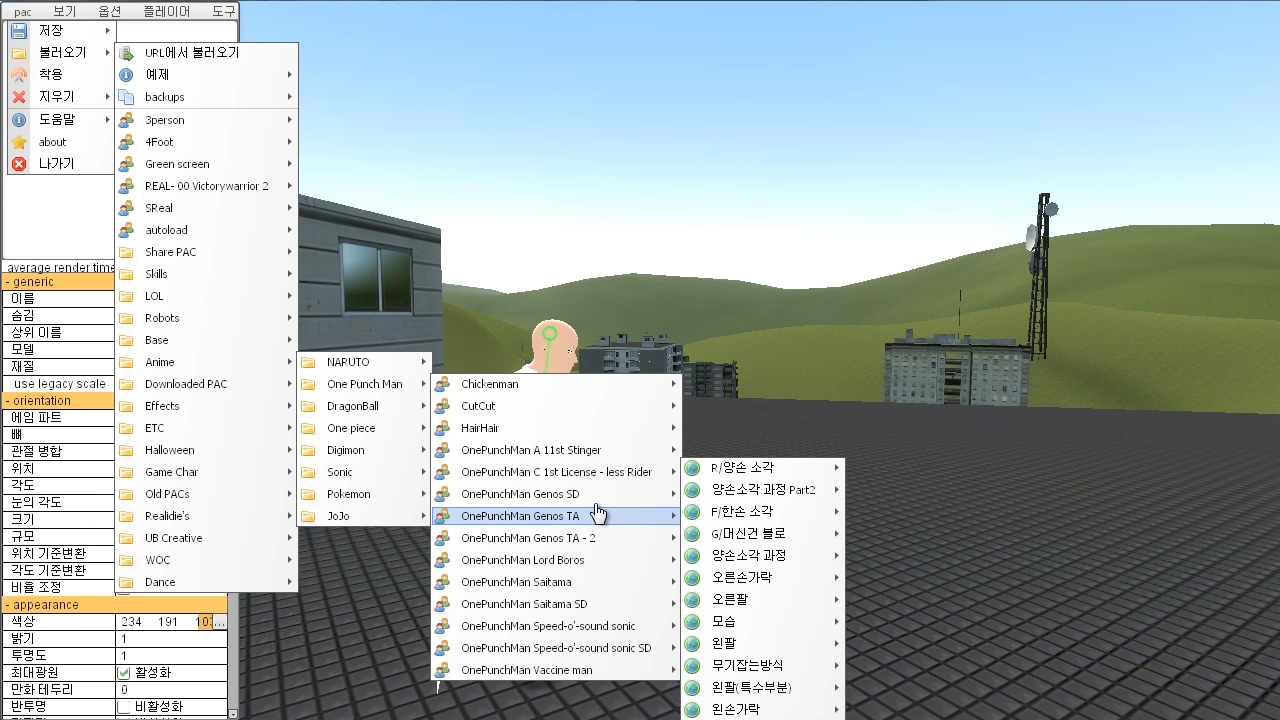 pac 보기 옵션 플레이어 도구
저장
불러오기
착용
지우기
도움말
about
나가기
URL에서 불러오기
예제
backups
3person
4Foot
Green screen
REAL- 00 Victorywarrior 2
SReal
autoload
Share PAC
Skills
LOL
Robots
Base
Anime
Downloaded PAC
Effects
ETC
Halloween
Game Char
Old PACs
Realidie's
UB Creative
WOC
Dance
NARUTO
One Punch Man
DragonBall
One piece
Digimon
Sonic
Pokemon
JoJo
Chickenman
CutCut
HairHair
OnePunchMan A 11st Stinger
OnePunchMan C 1st License - less Rider
OnePunchMan Genos SD
OnePunchMan Genos TA
OnePunchMan Genos TA - 2
OnePunchMan Lord Boros
OnePunchMan Saitama
OnePunchMan Saitama SD
OnePunchMan Speed-o'-sound sonic
OnePunchMan Speed-o'-sound sonic SD
OnePunchMan Vaccine man
R/양손 소각
양손소각 과정 Part2
F/한손 소각
G/머신건 블로
양손소각 과정
오른손가락
오른팔
모습
왼팔
무기잡는방식
왼팔(특수부분)
왼손가락
average render time
- generic
이름
숨김
상위 이름
모델
재질
use legacy scale
- orientation
에임 파트
뼈
관절 병합
위치
각도
눈의 각도
크기
규모
위치 기준변환
각도 기준변환
비율 조정
- appearance
색상 234 191 103 ...
밝기 1
투명도 1
최대광원 활성화
만화 테두리 0
반투명 비활성화